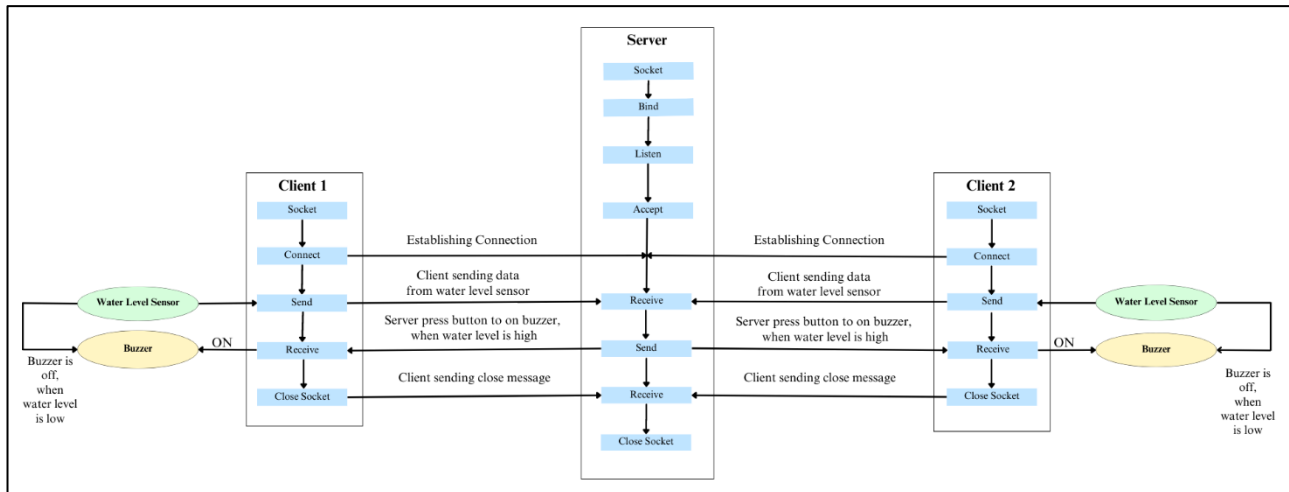 Server
Socket
Bind
Listen
Accept
Receive
Send
Receive
Close Socket
Client 1
Socket
Connect
Send
Receive
Close Socket
Client 2
Socket
Connect
Send
Receive
Close Socket
Establishing Connection
Client sending data
from water level sensor
Server press button to on buzzer,
when water level is high
Client sending close message
Establishing Connection
Client sending data
from water level sensor
Server press button to on buzzer,
when water level is high
Client sending close message
Water Level Sensor
Buzzer
ON
Buzzer is
off,
when
water level
is low
Water Level Sensor
Buzzer
ON
Buzzer is
off,
when
water level
is low